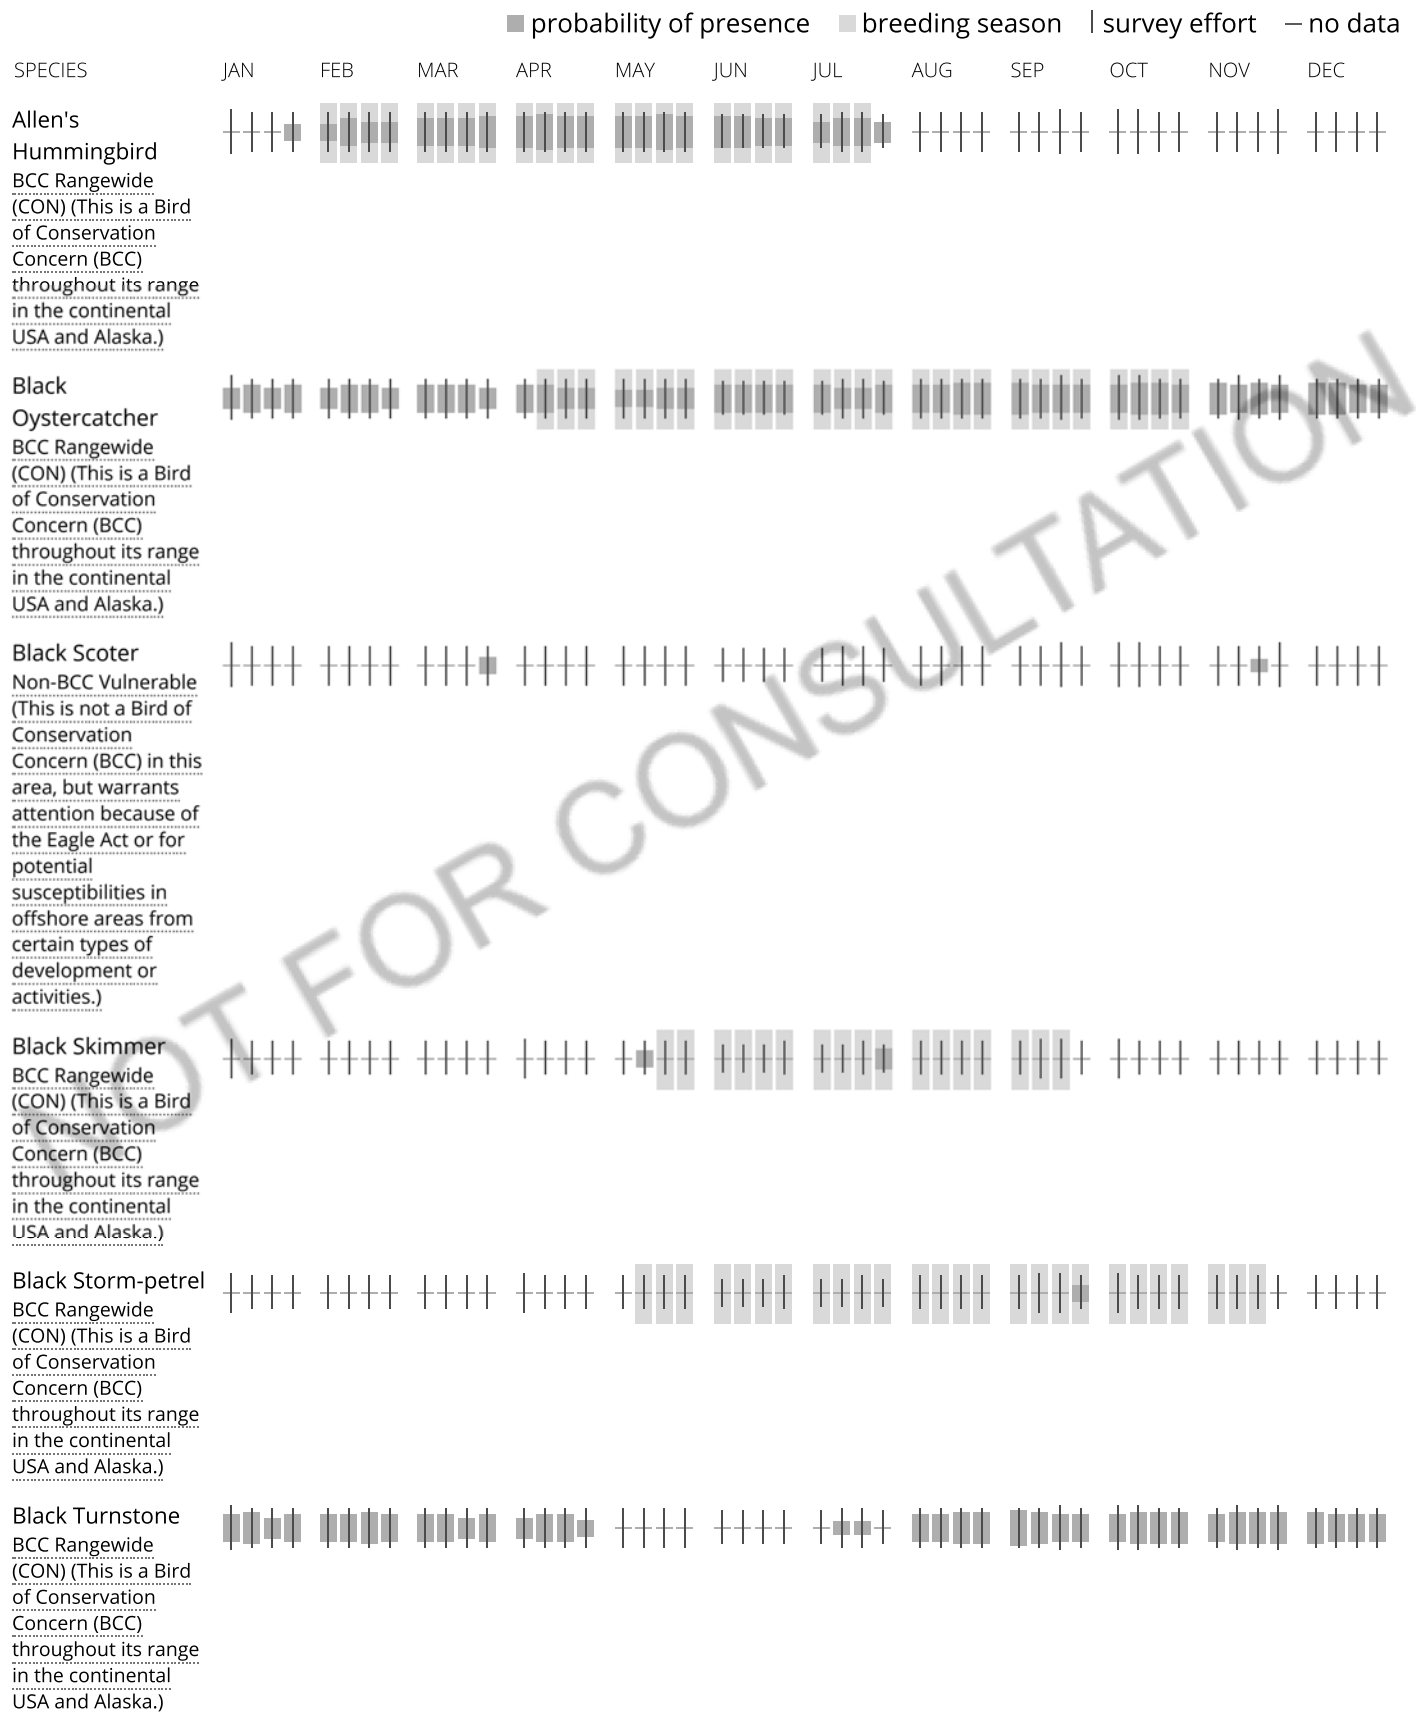 probability of presence breeding season survey effort no data
SPECIES JAN FEB MAR APR MAY JUN JUL AUG SEP OCT NOV DEC
Allen's
Hummingbird
BCC Rangewide
(CON) (This is a Bird
of Conservation
Concern (BCC)
throughout its range
in the continental
USA and Alaska.)
Black
Oystercatcher
BCC Rangewide
(CON) (This is a Bird
of Conservation
Concern (BCC)
throughout its range
in the continental
USA and Alaska.)
Black Scoter
Non-BCC Vulnerable
(This is not a Bird of
Conservation
Concern (BCC) in this
area, but warrants
attention because of
the Eagle Act or for
potential
susceptibilities in
offshore areas from
certain types of
development or
activities.)
Black Skimmer
BCC Rangewide
(CON) (This is a Bird
of Conservation
Concern (BCC)
throughout its range
in the continental
USA and Alaska.)
Black Storm-petrel
BCC Rangewide
(CON) (This is a Bird
of Conservation
Concern (BCC)
throughout its range
in the continental
USA and Alaska.)
Black Turnstone
BCC Rangewide
(CON) (This is a Bird
of Conservation
Concern (BCC)
throughout its range
in the continental
USA and Alaska.)
NOT FOR CONSULTATION